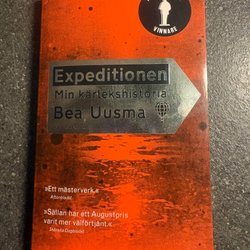 VINNARE
Expeditionen
Min kärlekshistoria
Bea Uusma
»Ett mästerverk.«
Aftonbladet
»Sällan har ett Augustpris
varit mer välförtjänt.«
Svenska Dagbladet